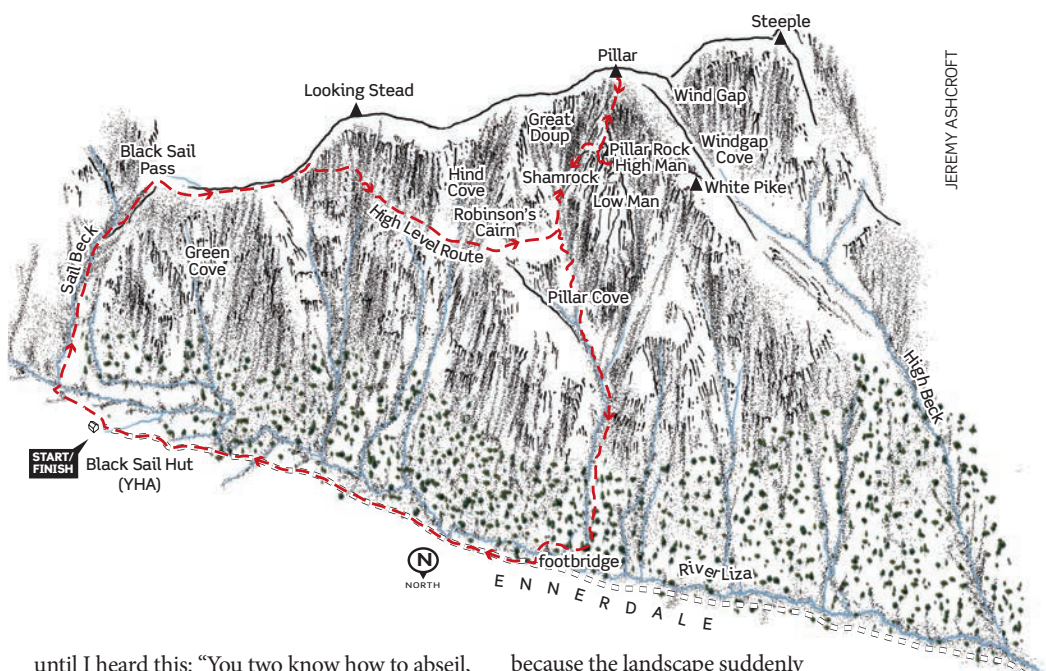 Steeple
Pillar
JEREMY ASHCROFT
Looking Stead
Wind Gap
Great
Doup
Windgap
Cove
Black Sail
Pass
Pillar Rock
High Man
Hind
Cove
Shamrock
White Pike
Low Man
Robinson's
Cairn
High Level Route
Sail Beck
Green
Cove
Pillar Cove
High Beck
START/
FINISH
Black Sail Hut
(YHA)
N
NORTH
footbridge
River Liza
ENNERDALE
until I heard this: “You two know how to abseil,
because the landscape suddenly